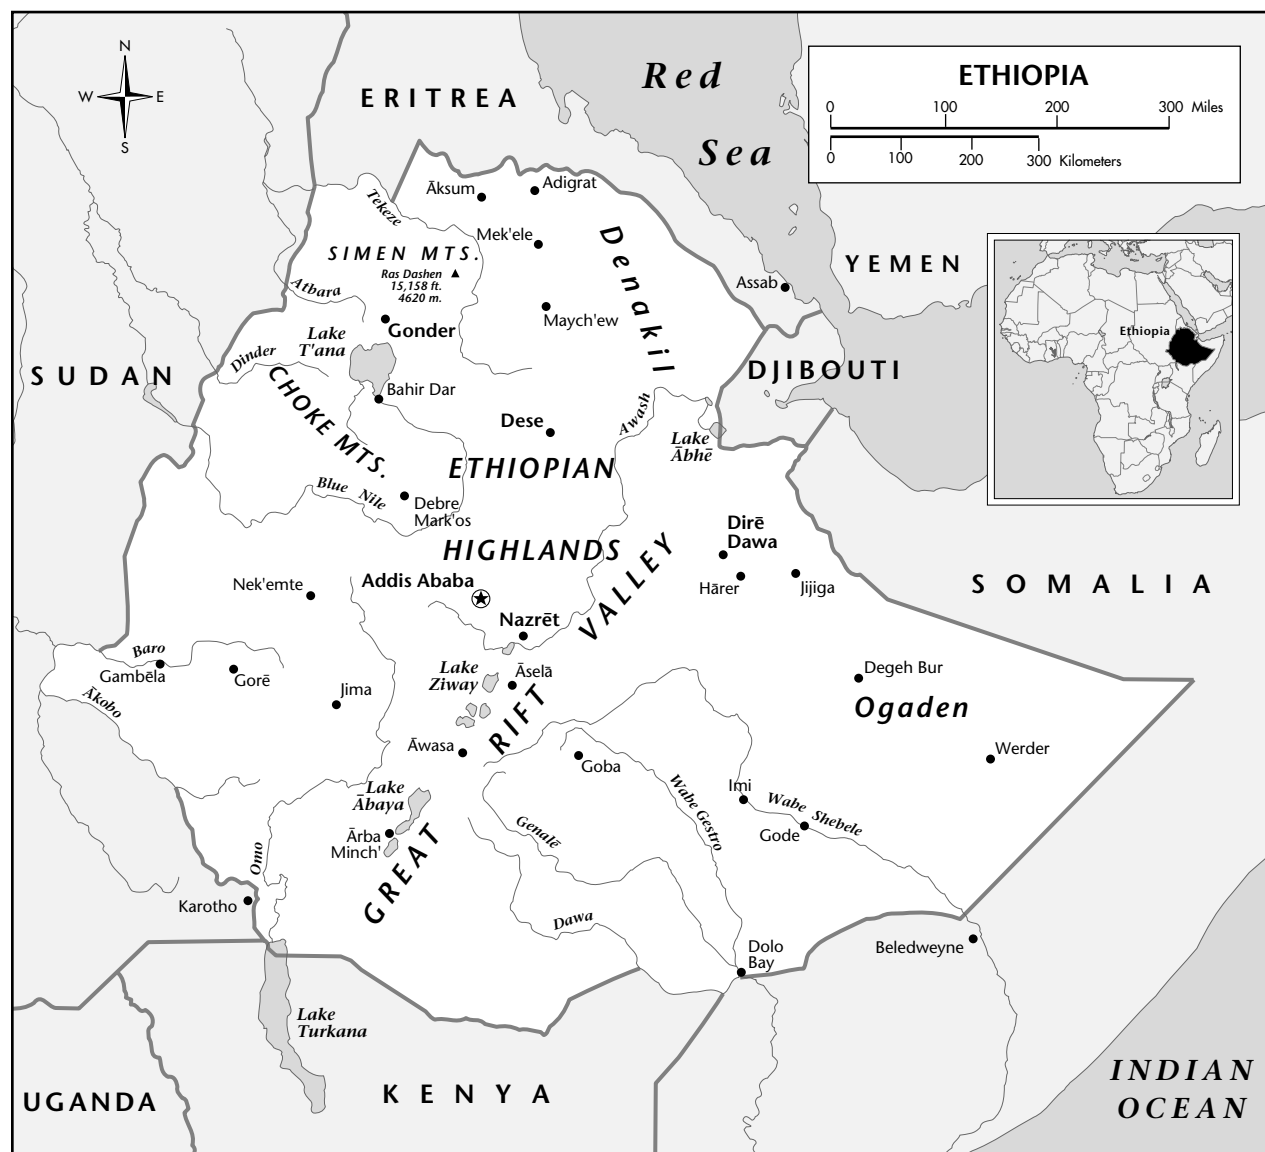 N
W E
S
ERITREA
Red
Sea
ETHIOPIA
0 100 200 300 Miles
0 100 200 300 Kilometers
Āksum
Adigrat
Tekeze
Mek'ele
SIMEN MTS.
Ras Dashen
15,158 ft.
4620 m.
Denakil
YEMEN
Assab
Atbara
Maych'ew
Gonder
Lake
T'ana
Ethiopia
Dinder
SUDAN
DJIBOUTI
CHOKE MTS.
Bahir Dar
Awash
Dese
Lake
Ābhē
ETHIOPIAN
Blue Nile
Debre
Mark'os
HIGHLANDS
Dirē
Dawa
Addis Ababa
Nek'emte
Hārer
Jijiga
SOMALIA
Nazrēt
GREAT RIFT VALLEY
Baro
Gambēla
Gorē
Lake
Ziway
Āselā
Degeh Bur
Ākobo
Jima
Ogaden
Āwasa
Goba
Werder
Lake
Ābaya
Imi
Wabe Gestro
Wabe Shebele
Gode
Ārba
Minch'
Genalē
Omo
Karotho
Dawa
Dolo
Bay
Beledweyne
Lake
Turkana
UGANDA
KENYA
INDIAN
OCEAN